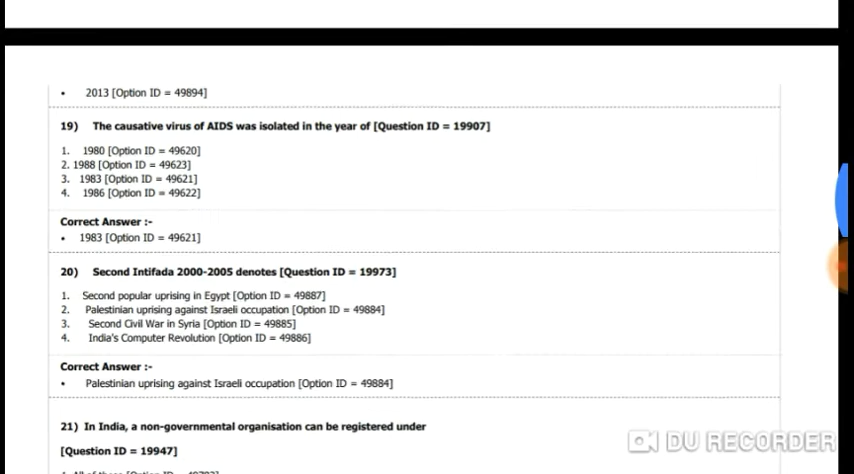 • 2013 [Option ID = 49894]
19) The causative virus of AIDS was isolated in the year of [Question ID = 19907]
1. 1980 [Option ID = 49620]
2. 1988 [Option ID = 49623]
3. 1983 [Option ID = 49621]
4. 1986 [Option ID = 49622]
Correct Answer :-
• 1983 [Option ID = 49621]
20) Second Intifada 2000-2005 denotes [Question ID = 19973]
1. Second popular uprising in Egypt [Option ID = 49887]
2. Palestinian uprising against Israeli occupation [Option ID = 49884]
3. Second Civil War in Syria [Option ID = 49885]
4. India's Computer Revolution [Option ID = 49886]
Correct Answer :-
• Palestinian uprising against Israeli occupation [Option ID = 49884]
21) In India, a non-governmental organisation can be registered under
[Question ID = 19947]
DU RECORDER